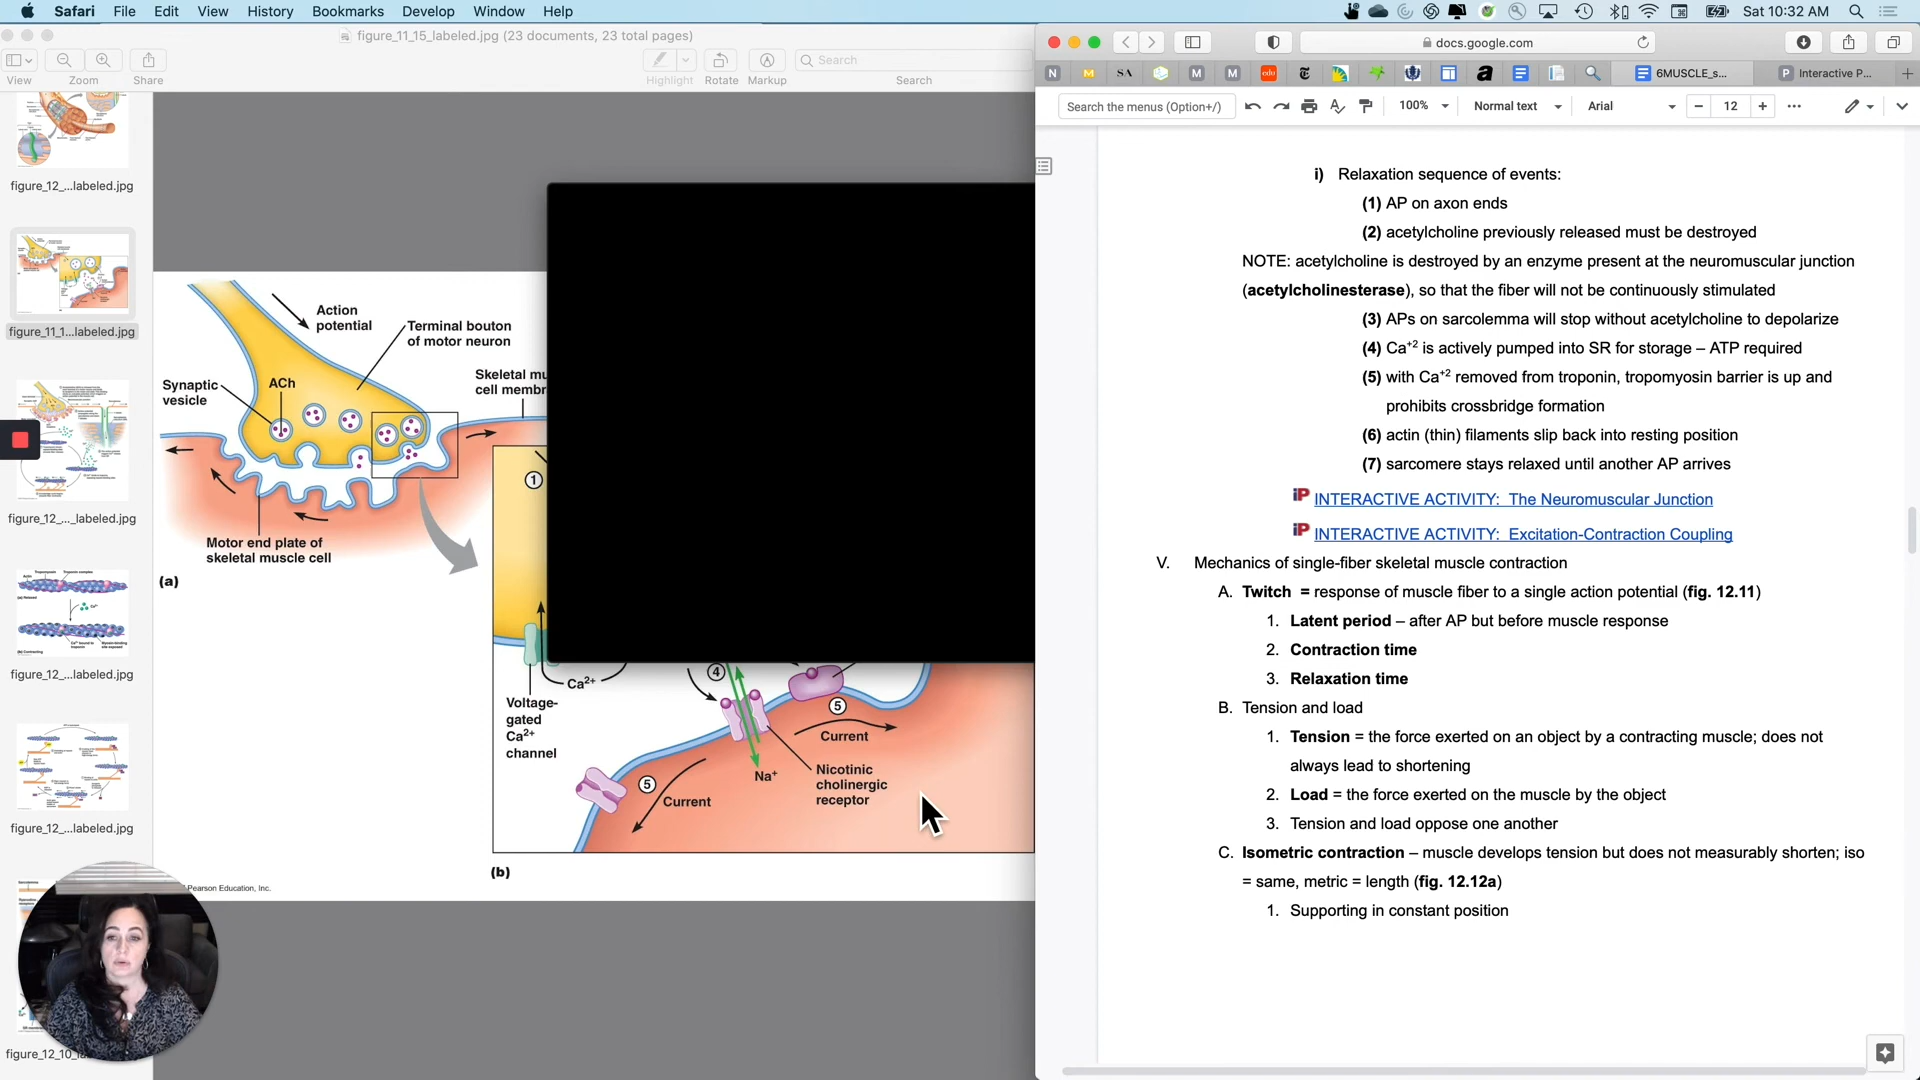 Safari File Edit View History Bookmarks Develop Window Help
Sat 10:32 AM
figure_11_15_labeled.jpg (23 documents, 23 total pages)
Search
View Zoom Share Highlight Rotate Markup Search
figure_12_...labeled.jpg
figure_11_1...labeled.jpg
figure_12_..._labeled.jpg
figure_12_...labeled.jpg
figure_12_...labeled.jpg
figure_12_10_la
Action
potential
Terminal bouton
of motor neuron
Synaptic
vesicle
ACh
Skeletal mu
cell membr
Motor end plate of
skeletal muscle cell
(a)
1
Ca2+
Voltage-
gated
Ca2+
channel
4
5
Current
Na+
Nicotinic
cholinergic
receptor
5
Current
(b)
Pearson Education, Inc.
docs.google.com
6MUSCLE_s...
Interactive P...
Search the menus (Option+/)
100%
Normal text
Arial
12
i) Relaxation sequence of events:
(1) AP on axon ends
(2) acetylcholine previously released must be destroyed
NOTE: acetylcholine is destroyed by an enzyme present at the neuromuscular junction
(acetylcholinesterase), so that the fiber will not be continuously stimulated
(3) APs on sarcolemma will stop without acetylcholine to depolarize
(4) Ca+2 is actively pumped into SR for storage – ATP required
(5) with Ca+2 removed from troponin, tropomyosin barrier is up and
prohibits crossbridge formation
(6) actin (thin) filaments slip back into resting position
(7) sarcomere stays relaxed until another AP arrives
iP INTERACTIVE ACTIVITY: The Neuromuscular Junction
iP INTERACTIVE ACTIVITY: Excitation-Contraction Coupling
V. Mechanics of single-fiber skeletal muscle contraction
A. Twitch = response of muscle fiber to a single action potential (fig. 12.11)
1. Latent period – after AP but before muscle response
2. Contraction time
3. Relaxation time
B. Tension and load
1. Tension = the force exerted on an object by a contracting muscle; does not
always lead to shortening
2. Load = the force exerted on the muscle by the object
3. Tension and load oppose one another
C. Isometric contraction – muscle develops tension but does not measurably shorten; iso
= same, metric = length (fig. 12.12a)
1. Supporting in constant position